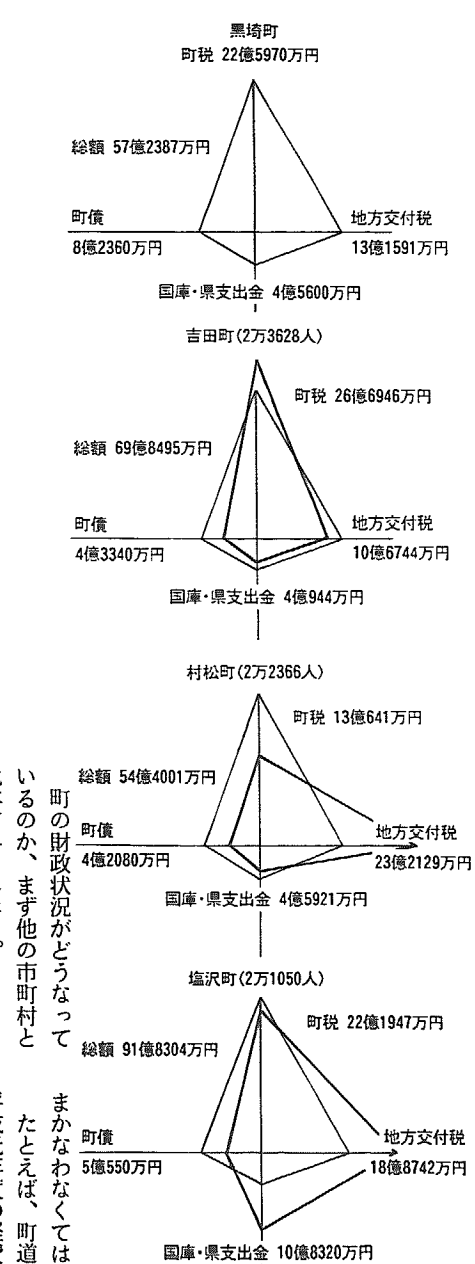 黒埼町
町税 22億5970万円
総額 57億2387万円
町債
8億2360万円
地方交付税
13億1591万円
国庫・県支出金 4億5600万円
吉田町(2万3628人)
町税 26億6946万円
総額 69億8495万円
町債
4億3340万円
地方交付税
10億6744万円
国庫・県支出金 4億944万円
村松町(2万2366人)
町税 13億641万円
総額 54億4001万円
町債
4億2080万円
地方交付税
23億2129万円
国庫・県支出金 4億5921万円
塩沢町(2万1050人)
町税 22億1947万円
総額 91億8304万円
町債
5億550万円
地方交付税
18億8742万円
国庫・県支出金 10億8320万円
町の財政状況がどうなって
いるのか、まず他の市町村と
まかなわなくては
たとえば、町道